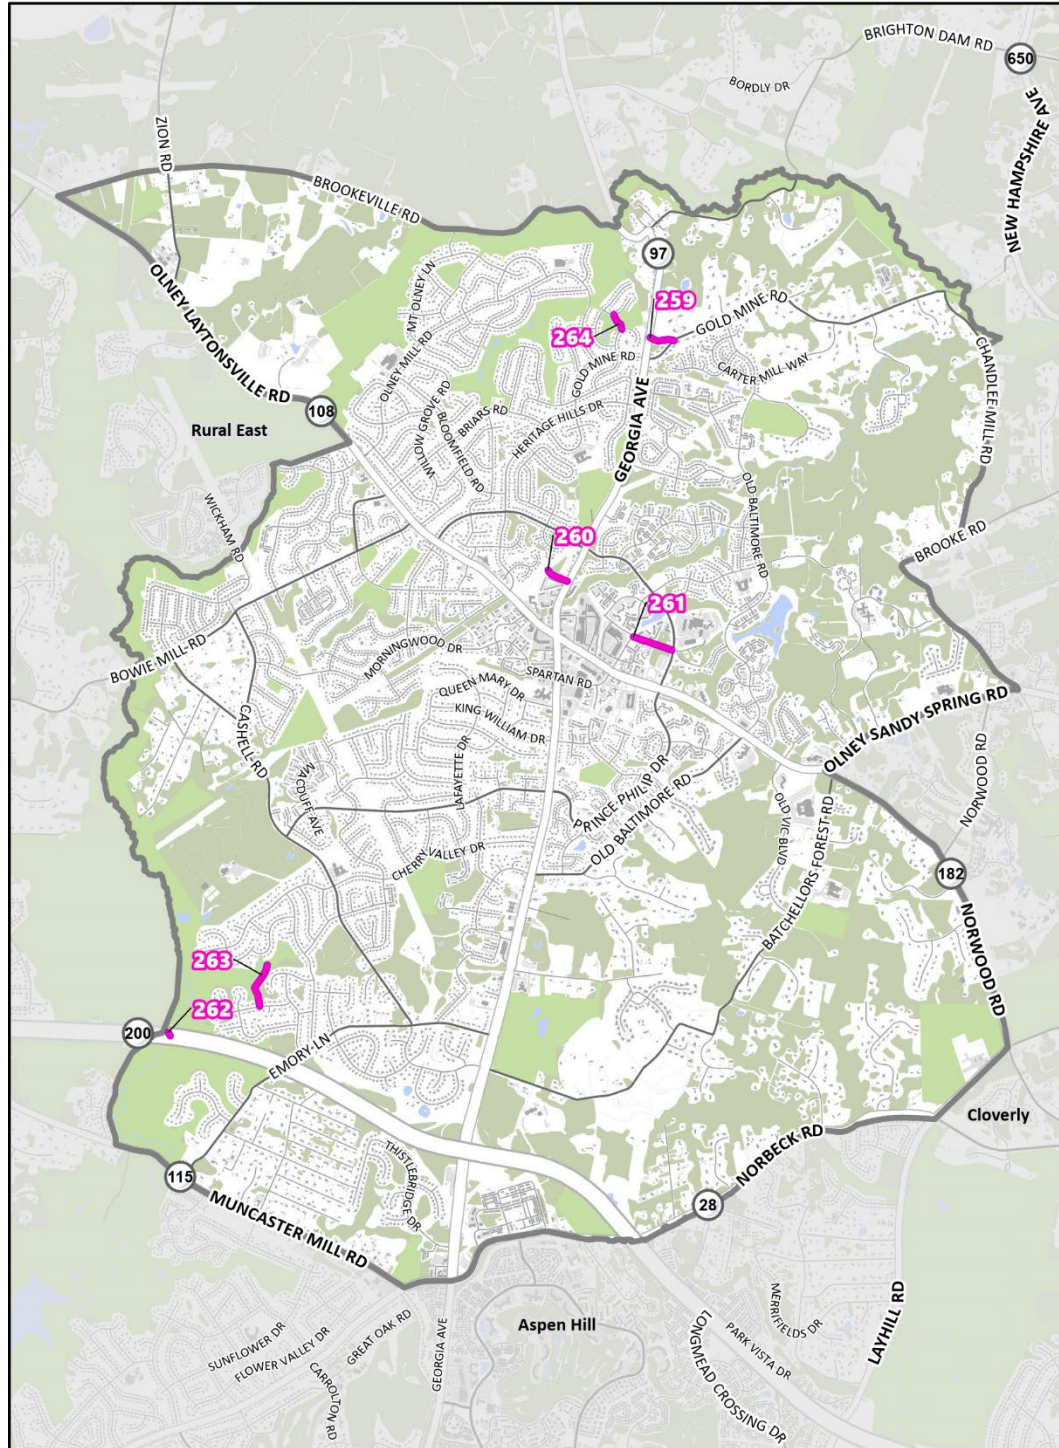 BRIGHTON DAM RD
650
BORDLY DR
NEW HAMPSHIRE AVE
ZION RD
BROOKEVILLE RD
97
OLNEY LAYTONSVILLE RD
MT OLNEY LN
259
GOLD MINE RD
264
OLNEY MILL RD
GOLD MINE RD
CARTER MILL WAY
CHANDLEE MILL RD
108
Rural East
WILLOW GROVE RD
BRIARS RD
BLOOMFIELD RD
HERITAGE HILLS DR
GEORGIA AVE
WICKHAM RD
OLD BALTIMORE RD
260
BROOKE RD
261
BOWIE MILL RD
MORNINGWOOD DR
SPARTAN RD
QUEEN MARY DR
KING WILLIAM DR
OLNEY SANDY SPRING RD
CASHELL RD
LAFAYETTE DR
MACDUFF AVE
PRINCE PHILIP DR
OLD BALTIMORE RD
OLD VIC BLVD
NORWOOD RD
CHERRY VALLEY DR
BATCHELLORS FOREST RD
182
NORWOOD RD
263
262
200
EMORY LN
Cloverly
THISTLEBRIDGE DR
NORBECK RD
115
28
MUNCASTER MILL RD
Aspen Hill
SUNFLOWER DR
FLOWER VALLEY DR
GREAT OAK RD
CARROLTON RD
GEORGIA AVE
LONGMEAD CROSSING DR
PARK VISTA DR
MERRIFIELDS DR
LAYHILL RD